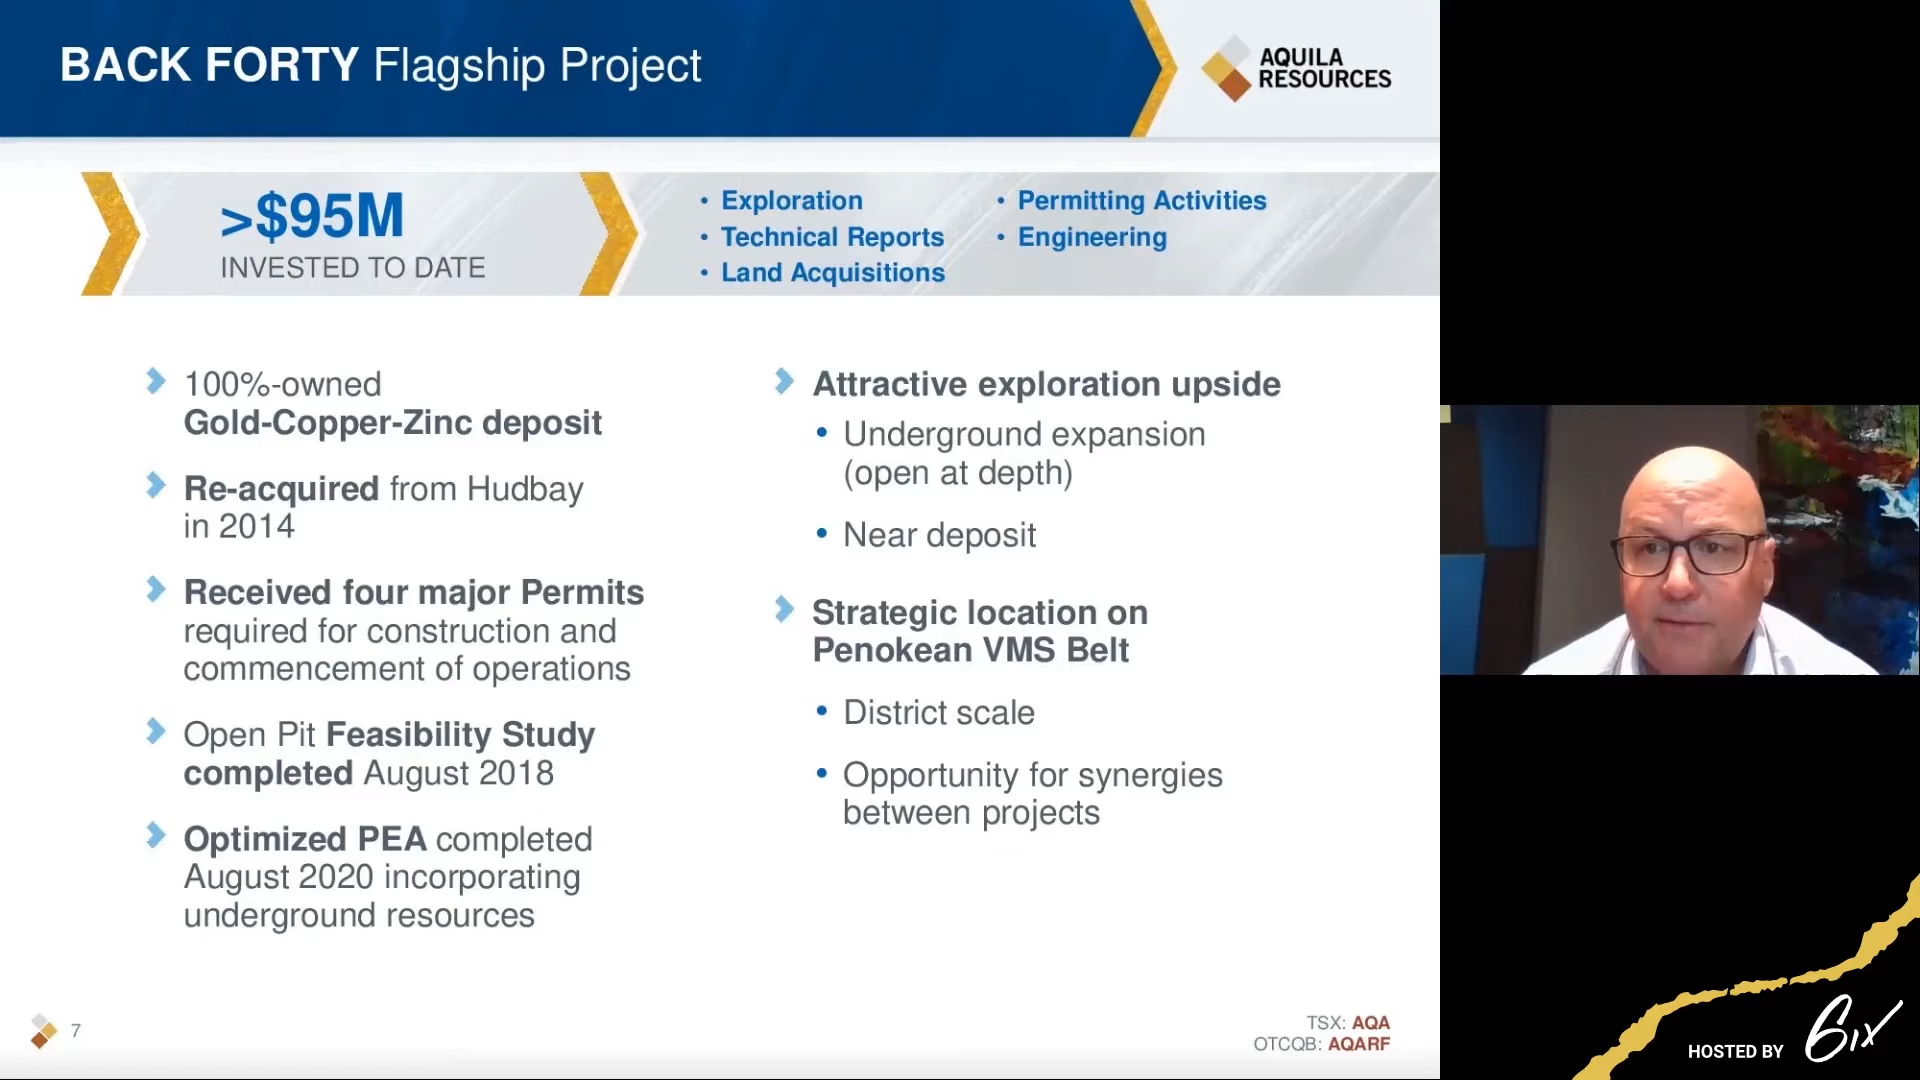 BACK FORTY Flagship Project
AQUILA
RESOURCES
>$95M
INVESTED TO DATE
• Exploration
• Technical Reports
• Land Acquisitions
• Permitting Activities
• Engineering
100%-owned
Gold-Copper-Zinc deposit
Re-acquired from Hudbay
in 2014
Received four major Permits
required for construction and
commencement of operations
Open Pit Feasibility Study
completed August 2018
Optimized PEA completed
August 2020 incorporating
underground resources
Attractive exploration upside
• Underground expansion
(open at depth)
• Near deposit
Strategic location on
Penokean VMS Belt
• District scale
• Opportunity for synergies
between projects
7
TSX: AQA
OTCQB: AQARF
HOSTED BY 6ix